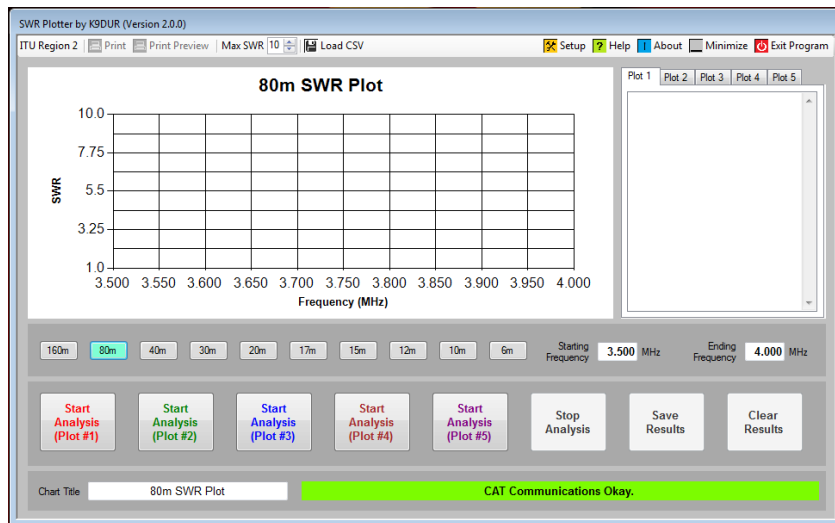 SWR Plotter by K9DUR (Version 2.0.0)
ITU Region 2 Print Print Preview Max SWR 10 Load CSV Setup ? Help i About Minimize Exit Program
80m SWR Plot
Plot 1 Plot 2 Plot 3 Plot 4 Plot 5
10.0
7.75
5.5
3.25
1.0
SWR
3.500 3.550 3.600 3.650 3.700 3.750 3.800 3.850 3.900 3.950 4.000
Frequency (MHz)
160m 80m 40m 30m 20m 17m 15m 12m 10m 6m
Starting
Frequency
3.500 MHz
Ending
Frequency
4.000 MHz
Start
Analysis
(Plot #1)
Start
Analysis
(Plot #2)
Start
Analysis
(Plot #3)
Start
Analysis
(Plot #4)
Start
Analysis
(Plot #5)
Stop
Analysis
Save
Results
Clear
Results
Chart Title 80m SWR Plot CAT Communications Okay.